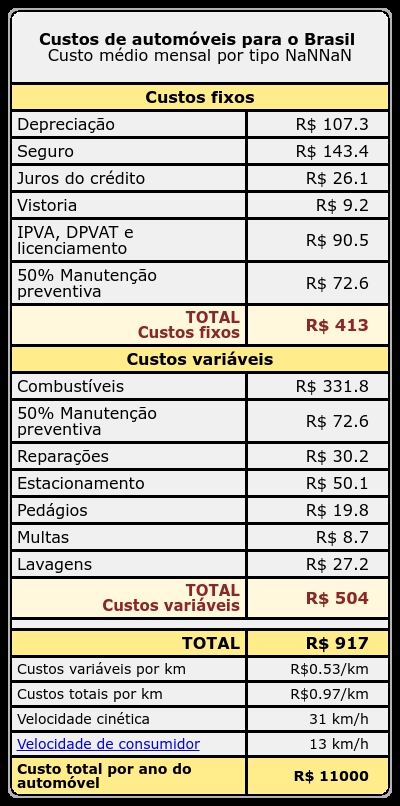 Custos de automóveis para o Brasil
Custo médio mensal por tipo NaNNaN
Custos fixos
Depreciação R$ 107.3
Seguro R$ 143.4
Juros do crédito R$ 26.1
Vistoria R$ 9.2
IPVA, DPVAT e
licenciamento R$ 90.5
50% Manutenção
preventiva R$ 72.6
TOTAL
Custos fixos R$ 413
Custos variáveis
Combustíveis R$ 331.8
50% Manutenção
preventiva R$ 72.6
Reparações R$ 30.2
Estacionamento R$ 50.1
Pedágios R$ 19.8
Multas R$ 8.7
Lavagens R$ 27.2
TOTAL
Custos variáveis R$ 504
TOTAL R$ 917
Custos variáveis por km R$0.53/km
Custos totais por km R$0.97/km
Velocidade cinética 31 km/h
Velocidade de consumidor 13 km/h
Custo total por ano do
automóvel R$ 11000